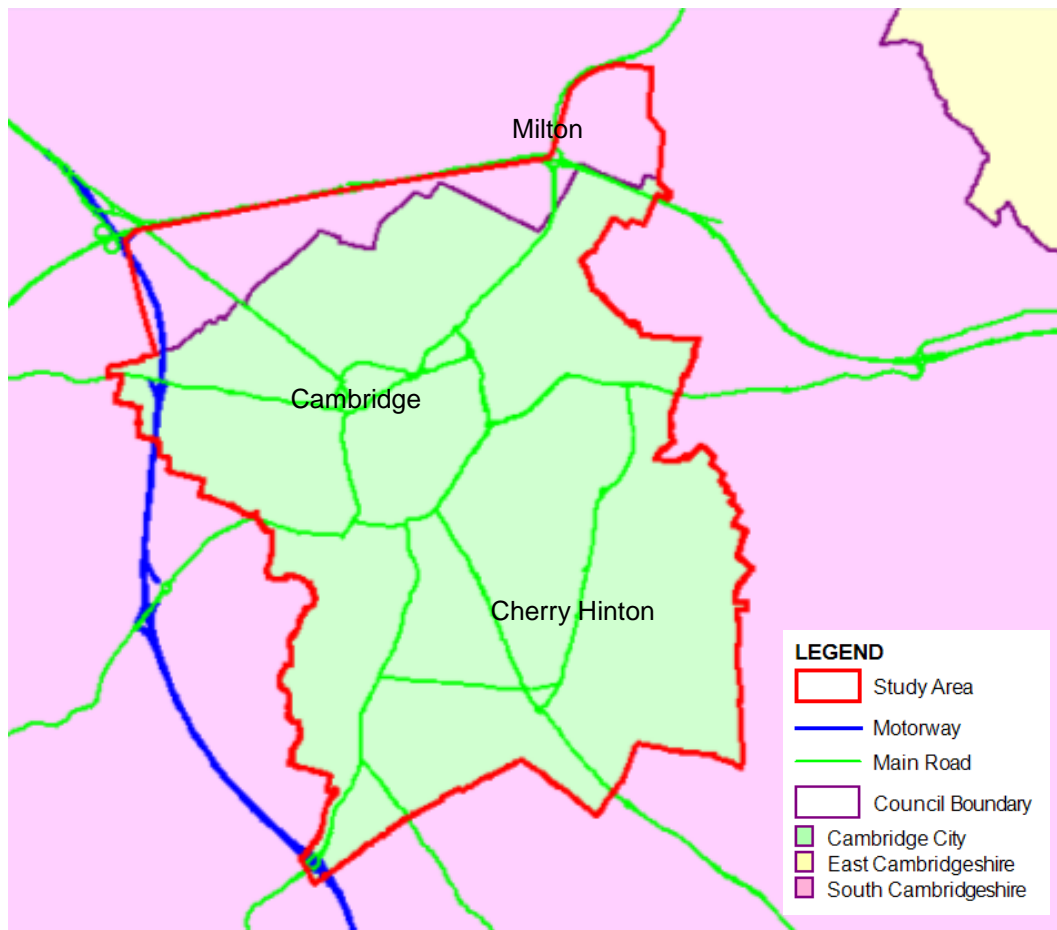 Milton
Cambridge
Cherry Hinton
LEGEND
Study Area
Motorway
Main Road
Council Boundary
Cambridge City
East Cambridgeshire
South Cambridgeshire